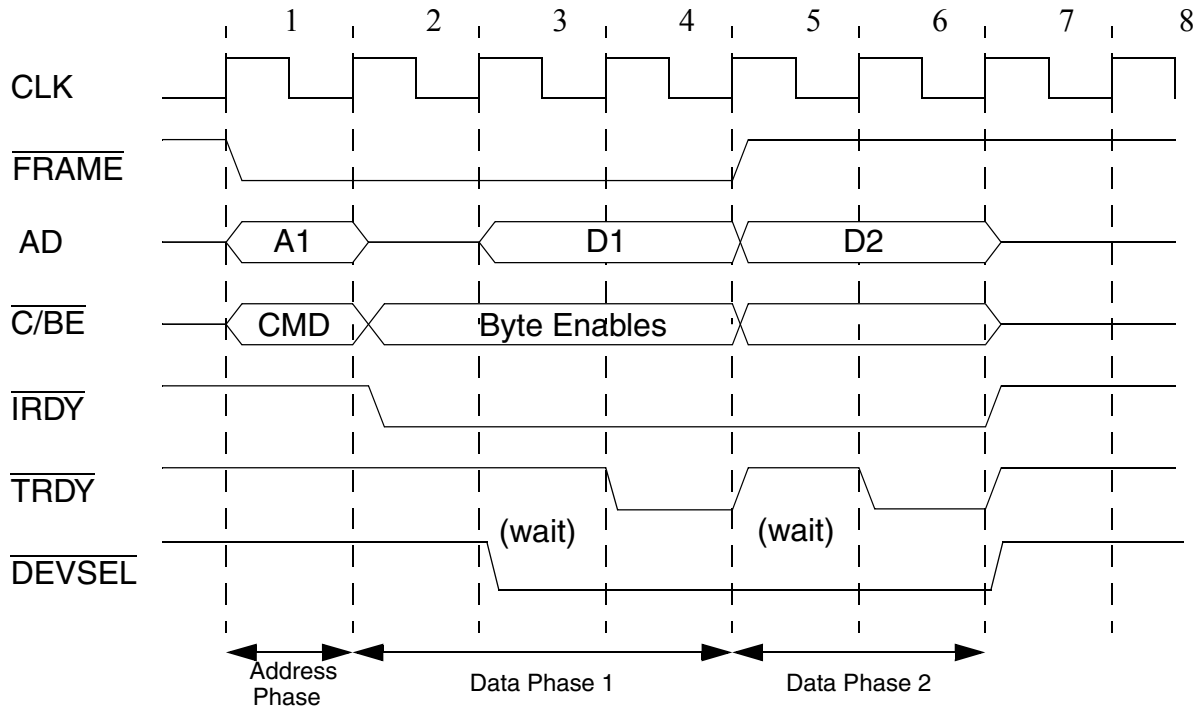 1 2 3 4 5 6 7 8
CLK
FRAME
AD A1 D1 D2
C/BE CMD Byte Enables
IRDY
TRDY
(wait) (wait)
DEVSEL
Address
Phase
Data Phase 1
Data Phase 2